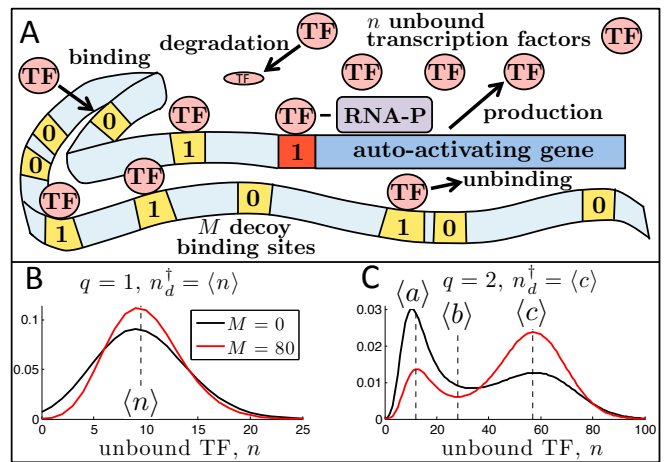 A
TF
binding
degradation
TF
TF
n unbound
transcription factors
TF
TF
TF
TF
TF
TF
RNA-P
production
0
0
0
1
1
auto-activating gene
TF
TF
TF
unbinding
1
1
0
1
0
0
M decoy
binding sites
B
q = 1, n_d^† = ⟨n⟩
0.1
0.05
0
M = 0
M = 80
⟨n⟩
0 5 10 15 20 25
unbound TF, n
C
q = 2, n_d^† = ⟨c⟩
0.03
0.02
0.01
0
⟨a⟩
⟨b⟩
⟨c⟩
0 20 40 60 80 100
unbound TF, n